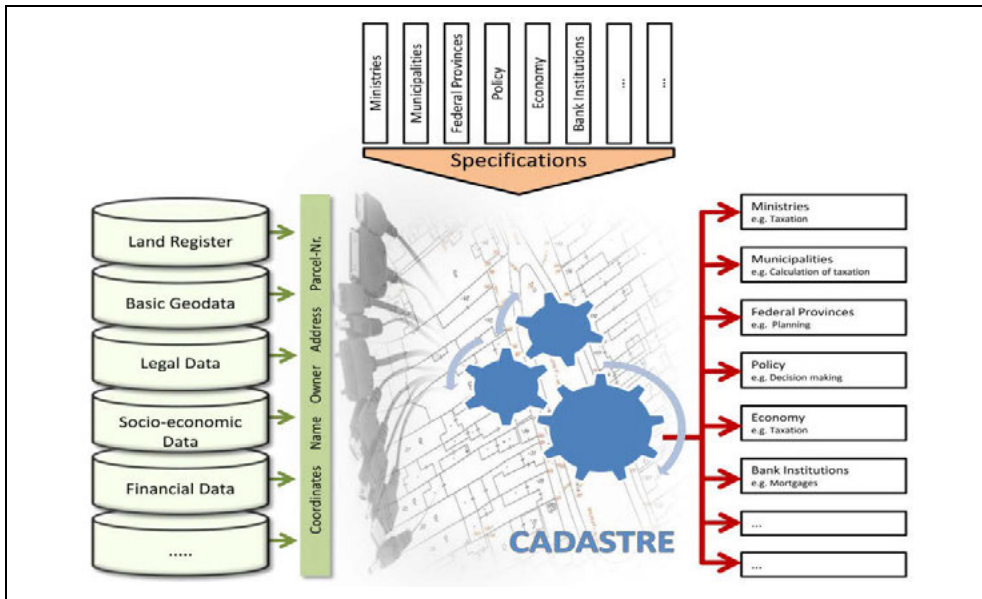 Ministries
Municipalities
Federal Provinces
Policy
Economy
Bank Institutions
...
...
Specifications
Land Register
Basic Geodata
Legal Data
Socio-economic
Data
Financial Data
.....
Coordinates Name Owner Address Parcel-Nr.
CADASTRE
Ministries
e.g. Taxation
Municipalities
e.g. Calculation of taxation
Federal Provinces
e.g. Planning
Policy
e.g. Decision making
Economy
e.g. Taxation
Bank Institutions
e.g. Mortgages
...
...